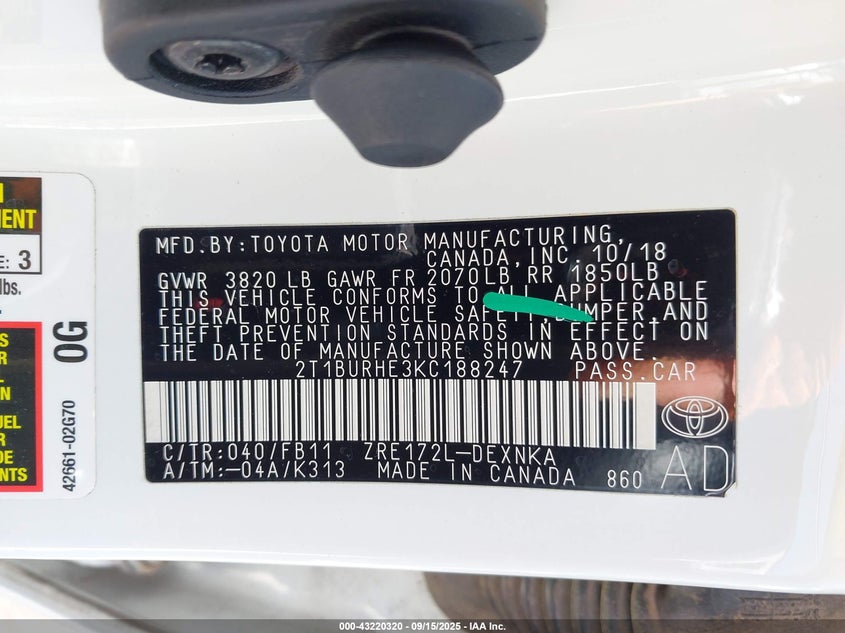 MENT
E: 3
lbs.
0G
42661-02G70
MFD.BY:TOYOTA MOTOR MANUFACTURING,
CANADA,INC. 10/18
GVWR 3820 LB GAWR FR 2070LB RR 1850LB
THIS VEHICLE CONFORMS TO ALL APPLICABLE
FEDERAL MOTOR VEHICLE SAFETY,BUMPER,AND
THEFT PREVENTION STANDARDS IN EFFECT ON
THE DATE OF MANUFACTURE SHOWN ABOVE.
2T1BURHE3KC188247 PASS.CAR
C/TR:040/FB11 ZRE172L-DEXNKA
A/TM:-04A/K313 MADE IN CANADA 860
AD
000-43220320 - 09/15/2025 - IAA Inc.